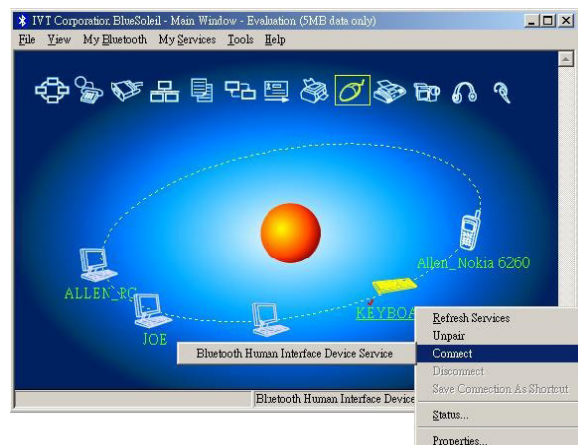 IVT Corporation BlueSoleil - Main Window - Evaluation (5MB data only)
File View My Bluetooth My Services Tools Help
Allen_Nokia 6260
ALLEN_PC
KEYBOA
JOE
Refresh Services
Unpair
Bluetooth Human Interface Device Service
Connect
Disconnect
Save Connection As Shortcut
Bluetooth Human Interface Device
Status...
Properties...